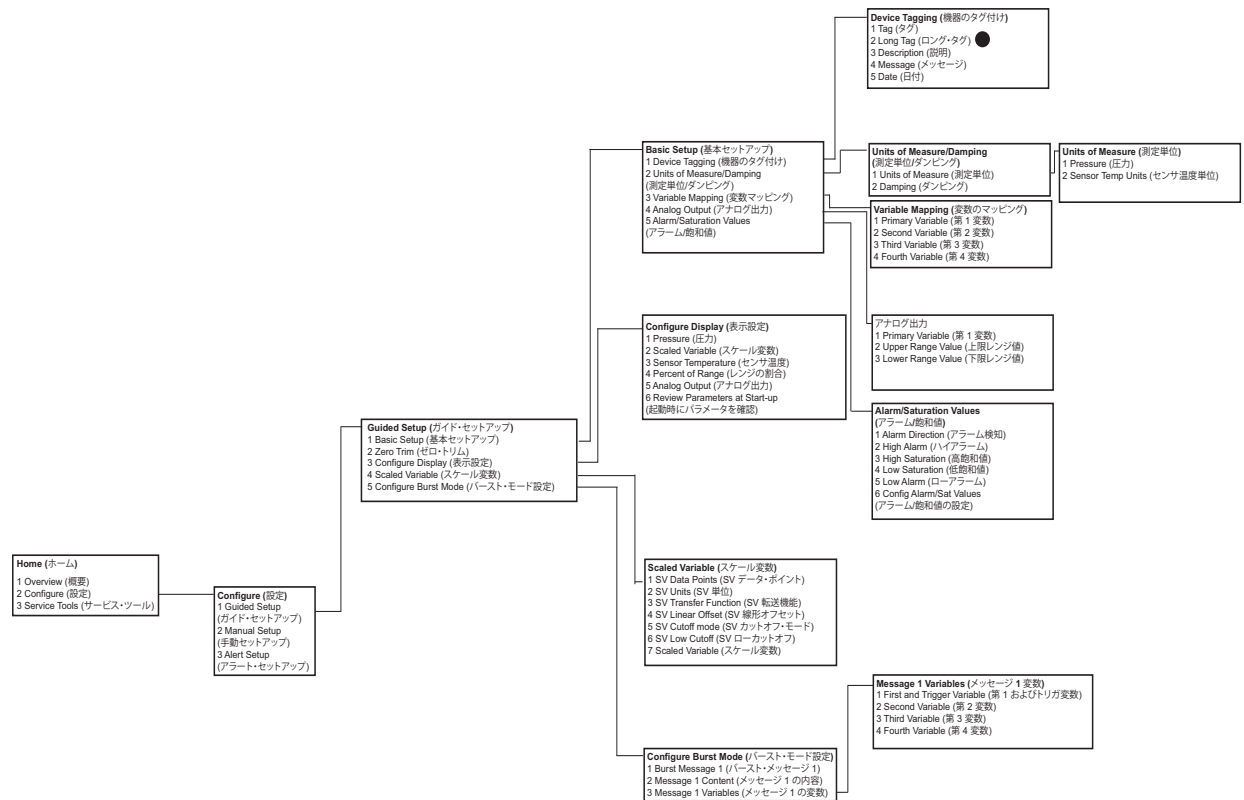 Device Tagging (機器のタグ付け)
1 Tag (タグ)
2 Long Tag (ロング・タグ)
3 Description (説明)
4 Message (メッセージ)
5 Date (日付)
Basic Setup (基本セットアップ)
1 Device Tagging (機器のタグ付け)
2 Units of Measure/Damping
(測定単位/ダンピング)
3 Variable Mapping (変数マッピング)
4 Analog Output (アナログ出力)
5 Alarm/Saturation Values
(アラーム/飽和値)
Units of Measure/Damping
(測定単位/ダンピング)
1 Units of Measure (測定単位)
2 Damping (ダンピング)
Units of Measure (測定単位)
1 Pressure (圧力)
2 Sensor Temp Units (センサ温度単位)
Variable Mapping (変数のマッピング)
1 Primary Variable (第 1 変数)
2 Second Variable (第 2 変数)
3 Third Variable (第 3 変数)
4 Fourth Variable (第 4 変数)
Configure Display (表示設定)
1 Pressure (圧力)
2 Scaled Variable (スケール変数)
3 Sensor Temperature (センサ温度)
4 Percent of Range (レンジの割合)
5 Analog Output (アナログ出力)
6 Review Parameters at Start-up
(起動時にパラメータを確認)
アナログ出力
1 Primary Variable (第 1 変数)
2 Upper Range Value (上限レンジ値)
3 Lower Range Value (下限レンジ値)
Alarm/Saturation Values
(アラーム/飽和値)
1 Alarm Direction (アラーム検知)
2 High Alarm (ハイアラーム)
3 High Saturation (高飽和値)
4 Low Saturation (低飽和値)
5 Low Alarm (ローアラーム)
6 Config Alarm/Sat Values
(アラーム/飽和値の設定)
Guided Setup (ガイド・セットアップ)
1 Basic Setup (基本セットアップ)
2 Zero Trim (ゼロ・トリム)
3 Configure Display (表示設定)
4 Scaled Variable (スケール変数)
5 Configure Burst Mode (バースト・モード設定)
Home (ホーム)
1 Overview (概要)
2 Configure (設定)
3 Service Tools (サービス・ツール)
Configure (設定)
1 Guided Setup
(ガイド・セットアップ)
2 Manual Setup
(手動セットアップ)
3 Alert Setup
(アラート・セットアップ)
Scaled Variable (スケール変数)
1 SV Data Points (SV データ・ポイント)
2 SV Units (SV 単位)
3 SV Transfer Function (SV 転送機能)
4 SV Linear Offset (SV 線形オフセット)
5 SV Cutoff mode (SV カットオフ・モード)
6 SV Low Cutoff (SV ローカットオフ)
7 Scaled Variable (スケール変数)
Message 1 Variables (メッセージ 1 変数)
1 First and Trigger Variable (第 1 およびトリガ変数)
2 Second Variable (第 2 変数)
3 Third Variable (第 3 変数)
4 Fourth Variable (第 4 変数)
Configure Burst Mode (バースト・モード設定)
1 Burst Message 1 (バースト・メッセージ 1)
2 Message 1 Content (メッセージ 1 の内容)
3 Message 1 Variables (メッセージ 1 の変数)